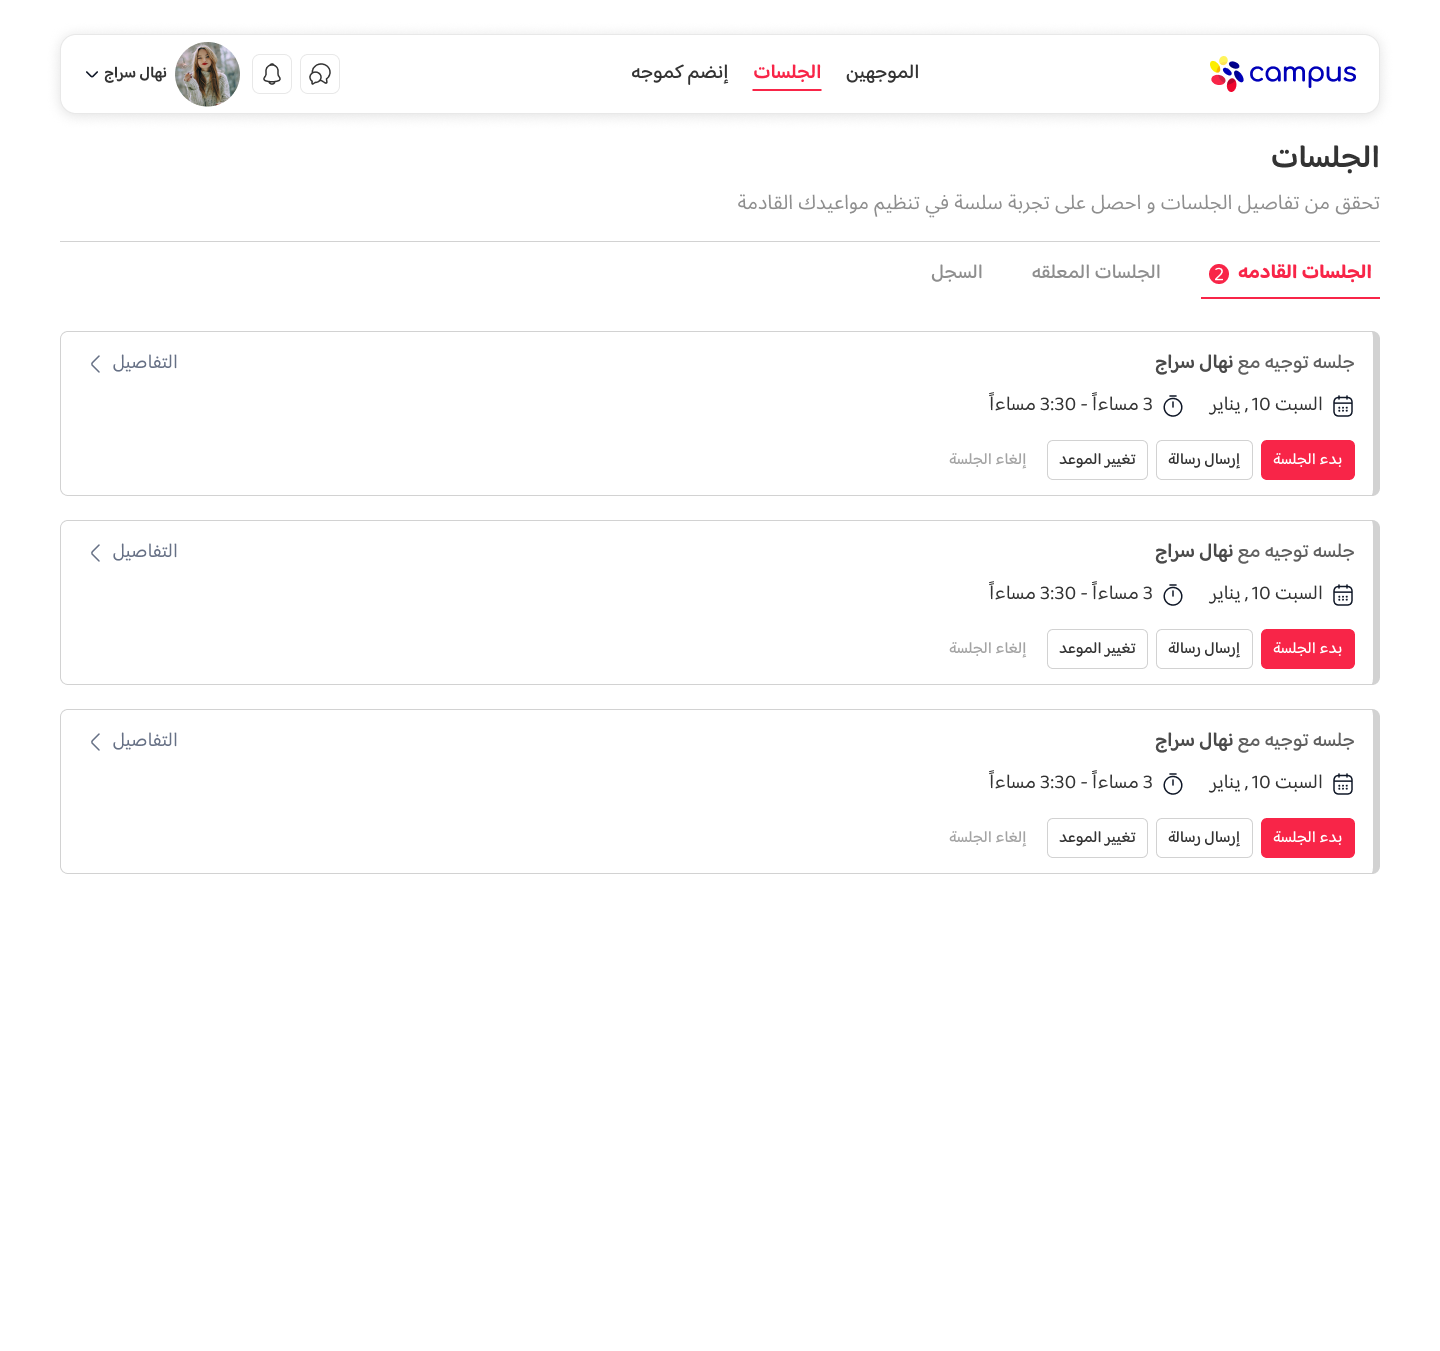 campus
الموجهين الجلسات إنضم كموجه
نهال سراج
الجلسات
تحقق من تفاصيل الجلسات و احصل على تجربة سلسة في تنظيم مواعيدك القادمة
الجلسات القادمه 2 الجلسات المعلقه السجل
جلسه توجيه مع نهال سراج التفاصيل
السبت 10 , يناير 3 مساءاً - 3:30 مساءاً
بدء الجلسة إرسال رسالة تغيير الموعد إلغاء الجلسة
جلسه توجيه مع نهال سراج التفاصيل
السبت 10 , يناير 3 مساءاً - 3:30 مساءاً
بدء الجلسة إرسال رسالة تغيير الموعد إلغاء الجلسة
جلسه توجيه مع نهال سراج التفاصيل
السبت 10 , يناير 3 مساءاً - 3:30 مساءاً
بدء الجلسة إرسال رسالة تغيير الموعد إلغاء الجلسة